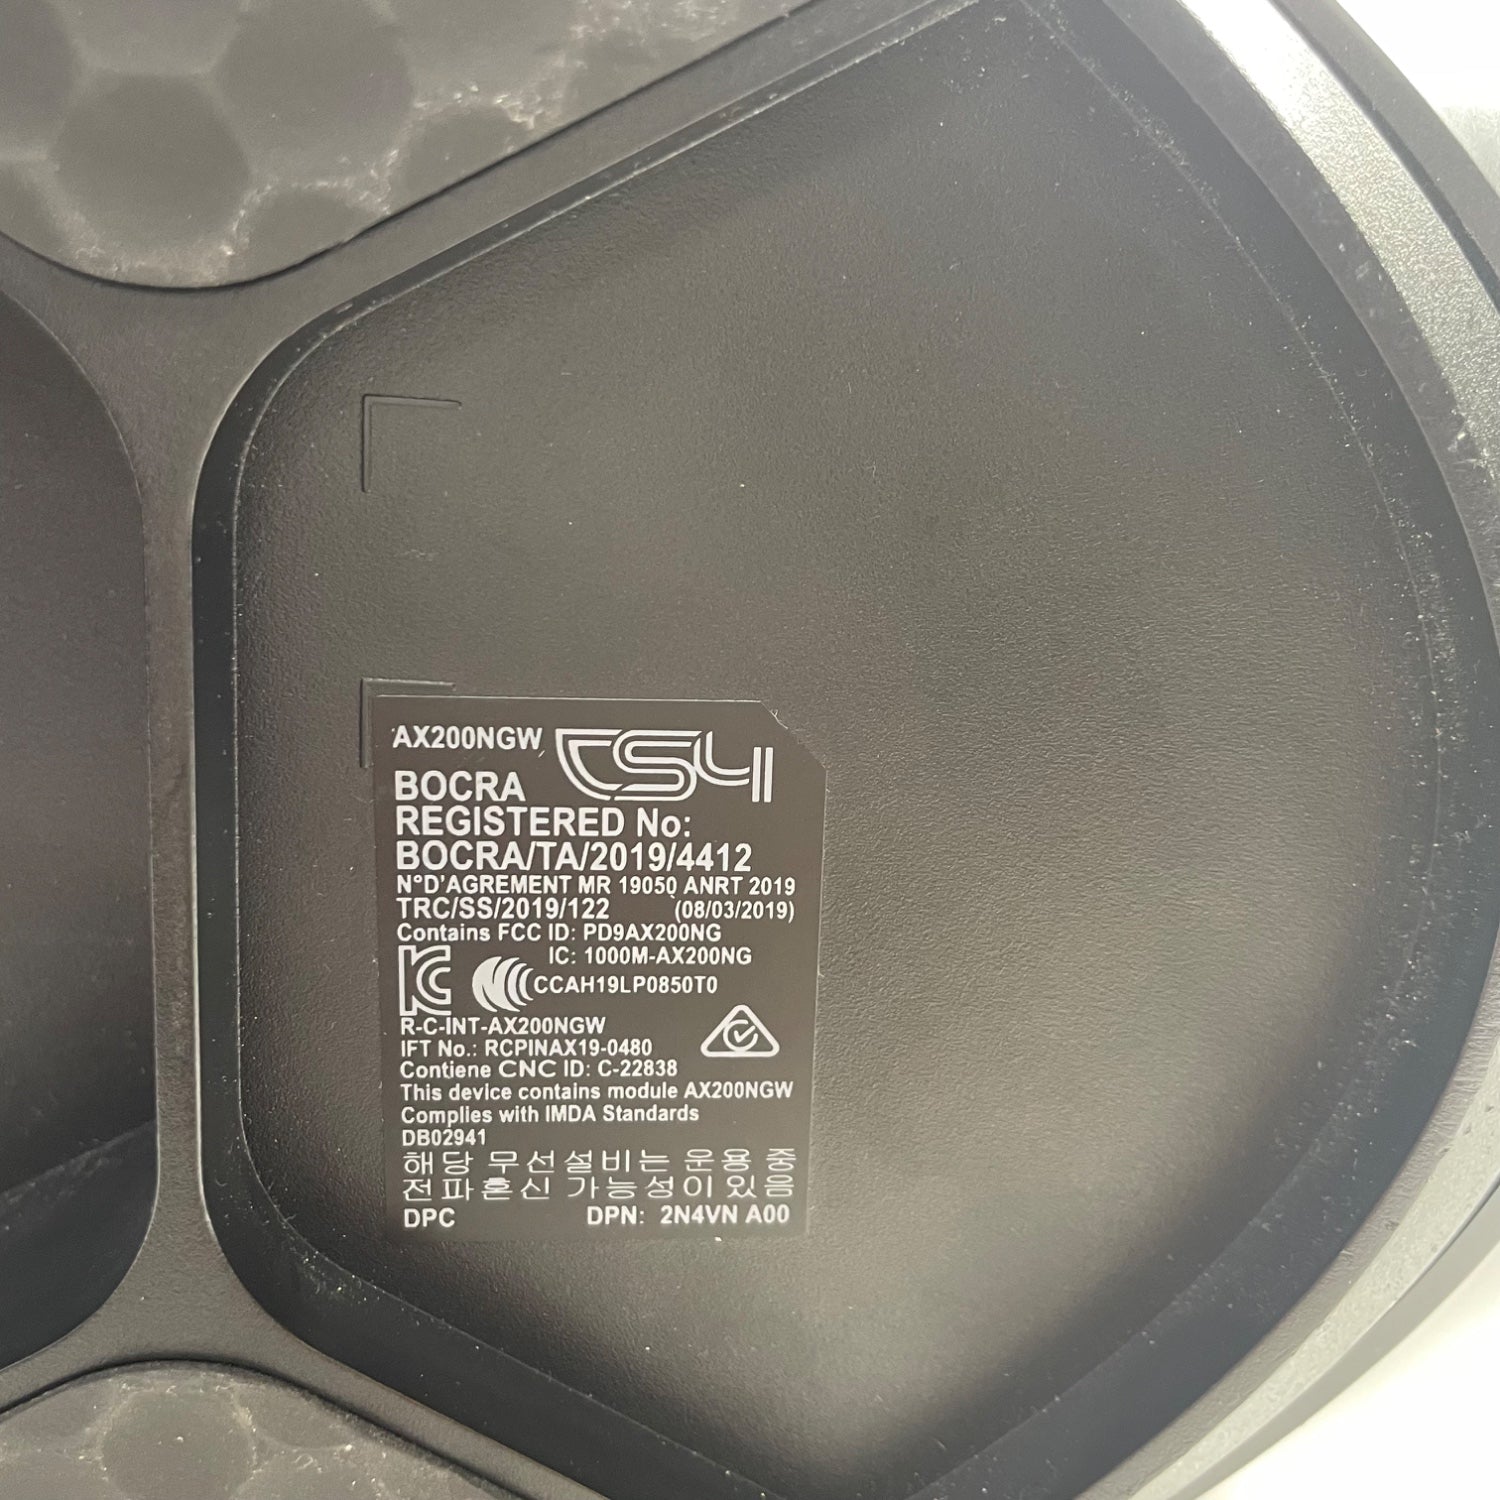 AX200NGW
BOCRA
REGISTERED No:
BOCRA/TA/2019/4412
N°D'AGREMENT MR 19050 ANRT 2019
TRC/SS/2019/122 (08/03/2019)
Contains FCC ID: PD9AX200NG
IC: 1000M-AX200NG
CCAH19LP0850T0
R-C-INT-AX200NGW
IFT No.: RCPINAX19-0480
Contiene CNC ID: C-22838
This device contains module AX200NGW
Complies with IMDA Standards
DB02941
해당 무선설비는 운용 중
전파혼신 가능성이 있음
DPC DPN: 2N4VN A00